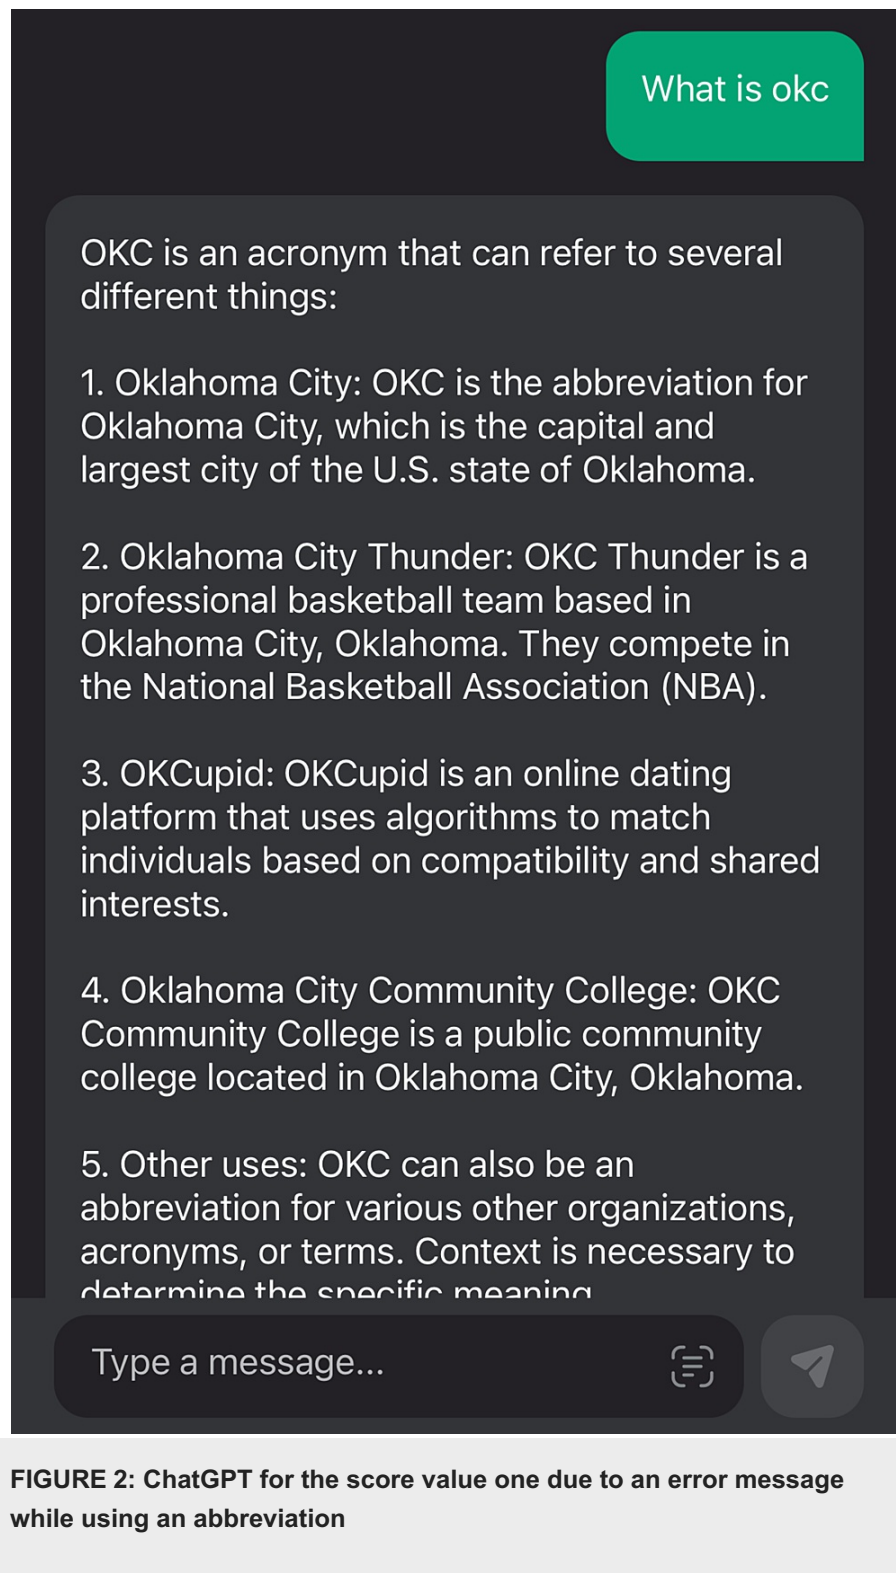 What is okc
OKC is an acronym that can refer to several
different things:
1. Oklahoma City: OKC is the abbreviation for
Oklahoma City, which is the capital and
largest city of the U.S. state of Oklahoma.
2. Oklahoma City Thunder: OKC Thunder is a
professional basketball team based in
Oklahoma City, Oklahoma. They compete in
the National Basketball Association (NBA).
3. OKCupid: OKCupid is an online dating
platform that uses algorithms to match
individuals based on compatibility and shared
interests.
4. Oklahoma City Community College: OKC
Community College is a public community
college located in Oklahoma City, Oklahoma.
5. Other uses: OKC can also be an
abbreviation for various other organizations,
acronyms, or terms. Context is necessary to
determine the specific meaning
Type a message...
FIGURE 2: ChatGPT for the score value one due to an error message
while using an abbreviation